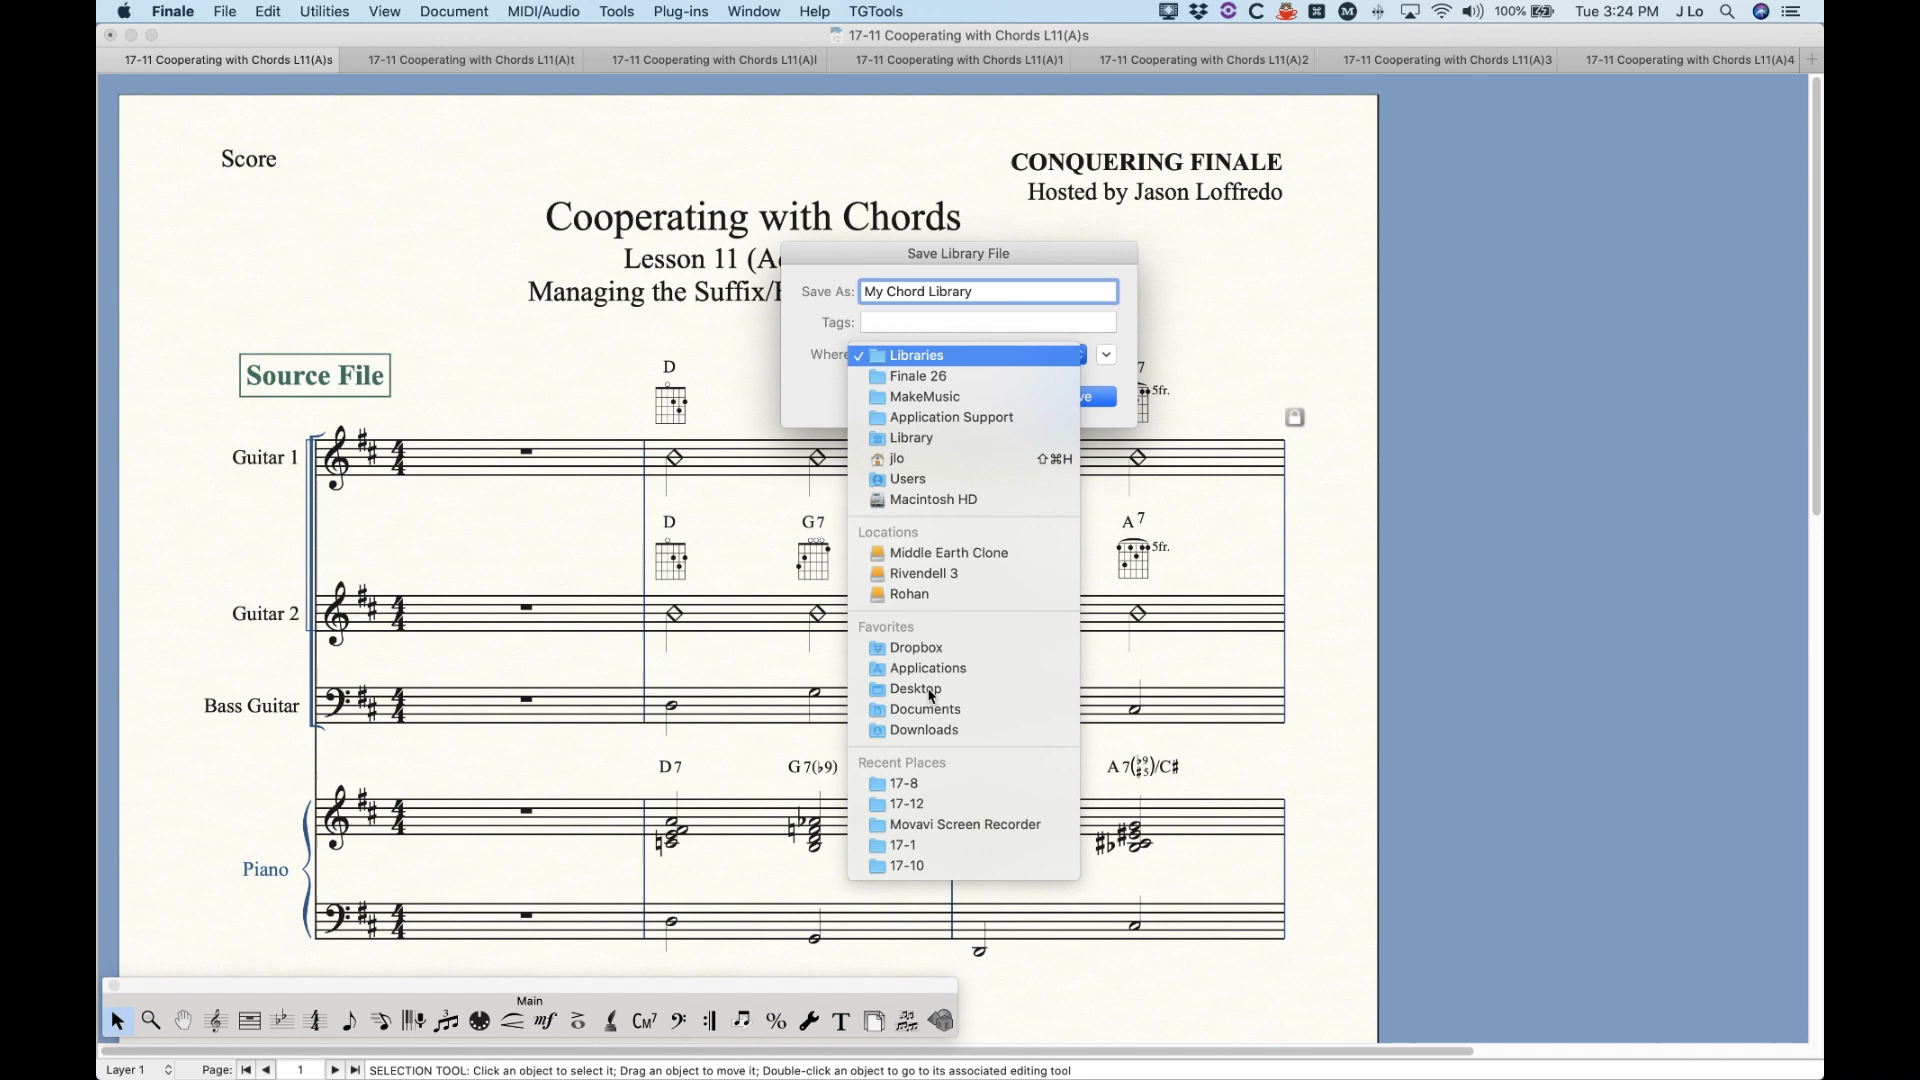 Finale File Edit Utilities View Document MIDI/Audio Tools Plug-ins Window Help TGTools 100% Tue 3:24 PM J Lo
17-11 Cooperating with Chords L11(A)s
17-11 Cooperating with Chords L11(A)s 17-11 Cooperating with Chords L11(A)t 17-11 Cooperating with Chords L11(A)l 17-11 Cooperating with Chords L11(A)1 17-11 Cooperating with Chords L11(A)2 17-11 Cooperating with Chords L11(A)3 17-11 Cooperating with Chords L11(A)4
Score
CONQUERING FINALE
Hosted by Jason Loffredo
Cooperating with Chords
Lesson 11 (A
Managing the Suffix/
Save Library File
Save As: My Chord Library
Tags:
Where
Libraries
Finale 26
MakeMusic
Application Support
Library
jlo ⇧⌘H
Users
Macintosh HD
Locations
Middle Earth Clone
Rivendell 3
Rohan
Favorites
Dropbox
Applications
Desktop
Documents
Downloads
Recent Places
17-8
17-12
Movavi Screen Recorder
17-1
17-10
ve
Source File
D 7
5fr.
Guitar 1
D G7 A7
5fr.
Guitar 2
Bass Guitar
D7 G7(♭9) A7(♭9♯5)/C#
Piano
Main
CM7
Layer 1 Page: 1 SELECTION TOOL: Click an object to select it; Drag an object to move it; Double-click an object to go to its associated editing tool